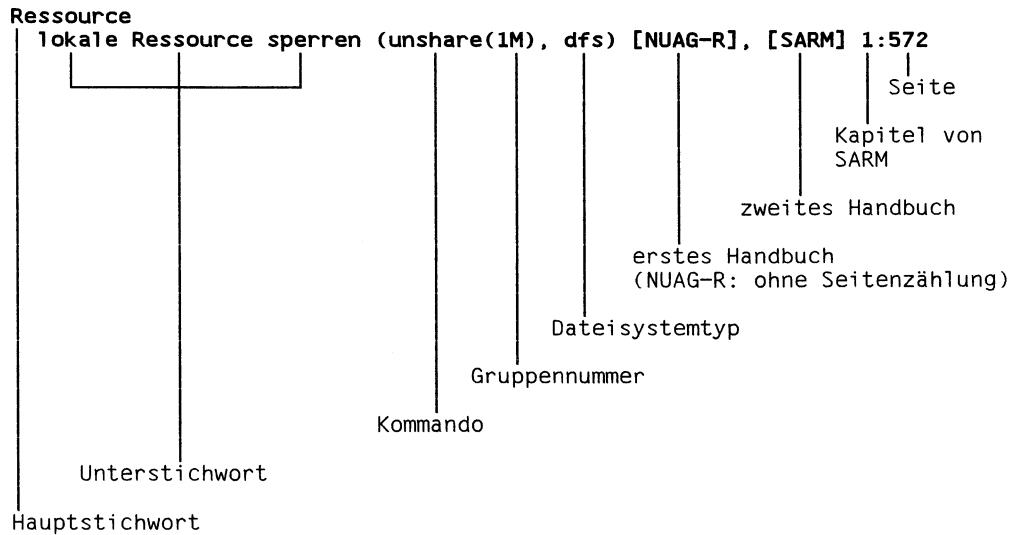 Ressource
lokale Ressource sperren (unshare(1M), dfs) [NUAG-R], [SARM] 1:572
Seite
Kapitel von
SARM
zweites Handbuch
erstes Handbuch
(NUAG-R: ohne Seitenzählung)
Dateisystemtyp
Gruppennummer
Kommando
Unterstichwort
Hauptstichwort